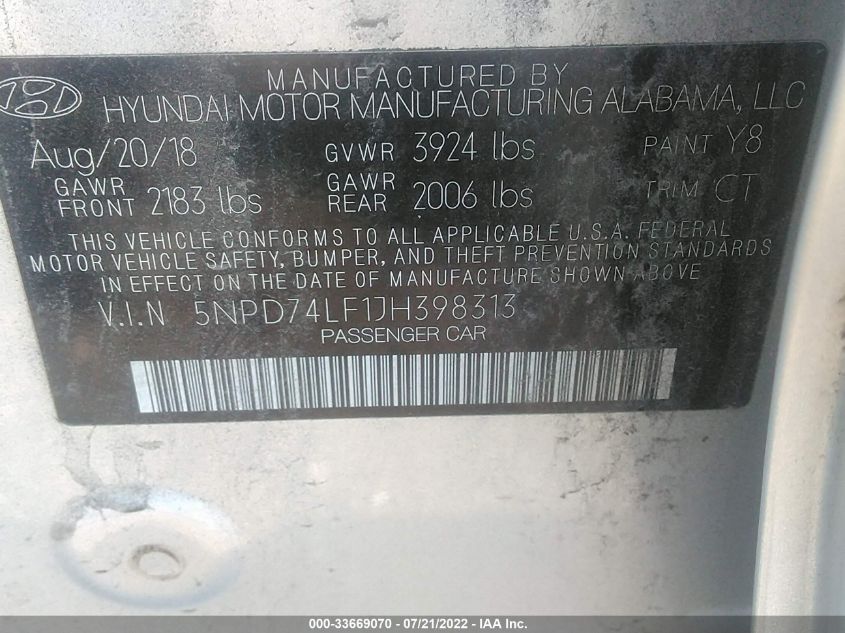 MANUFACTURED BY
HYUNDAI MOTOR MANUFACTURING ALABAMA, LLC
Aug/20/18 GVWR 3924 lbs PAINT Y8
GAWR FRONT 2183 lbs GAWR REAR 2006 lbs TRIM CT
THIS VEHICLE CONFORMS TO ALL APPLICABLE U.S.A. FEDERAL
MOTOR VEHICLE SAFETY, BUMPER, AND THEFT PREVENTION STANDARDS
IN EFFECT ON THE DATE OF MANUFACTURE SHOWN ABOVE
V.I.N 5NPD74LF1JH398313
PASSENGER CAR
000-33669070 / 07/21/2022 - IAA Inc.